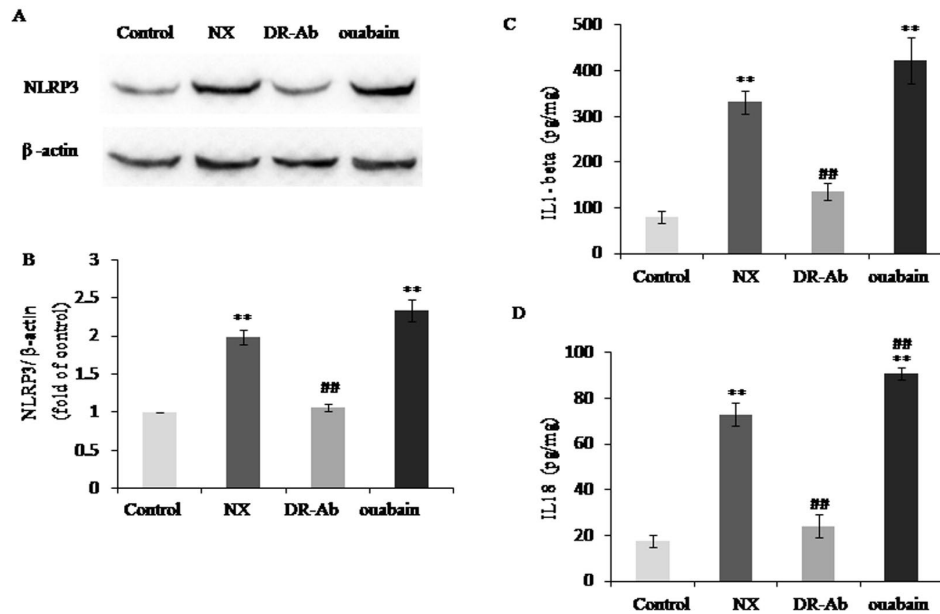 A
Control NX DR-Ab ouabain
NLRP3
β-actin
B
NLRP3/β-actin
(fold of control)
3
2.5
2
1.5
1
0.5
0
**
##
**
Control NX DR-Ab ouabain
C
IL1-beta (pg/mg)
500
400
300
200
100
0
**
##
**
Control NX DR-Ab ouabain
D
IL18 (pg/mg)
100
80
60
40
20
0
**
##
##
**
Control NX DR-Ab ouabain